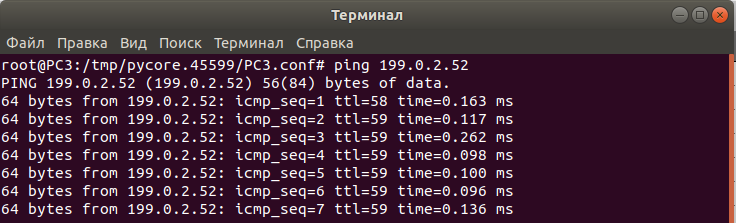 Терминал
Файл Правка Вид Поиск Терминал Справка
root@PC3:/tmp/pycore.45599/PC3.conf# ping 199.0.2.52
PING 199.0.2.52 (199.0.2.52) 56(84) bytes of data.
64 bytes from 199.0.2.52: icmp_seq=1 ttl=58 time=0.163 ms
64 bytes from 199.0.2.52: icmp_seq=2 ttl=59 time=0.117 ms
64 bytes from 199.0.2.52: icmp_seq=3 ttl=59 time=0.262 ms
64 bytes from 199.0.2.52: icmp_seq=4 ttl=59 time=0.098 ms
64 bytes from 199.0.2.52: icmp_seq=5 ttl=59 time=0.100 ms
64 bytes from 199.0.2.52: icmp_seq=6 ttl=59 time=0.096 ms
64 bytes from 199.0.2.52: icmp_seq=7 ttl=59 time=0.136 ms